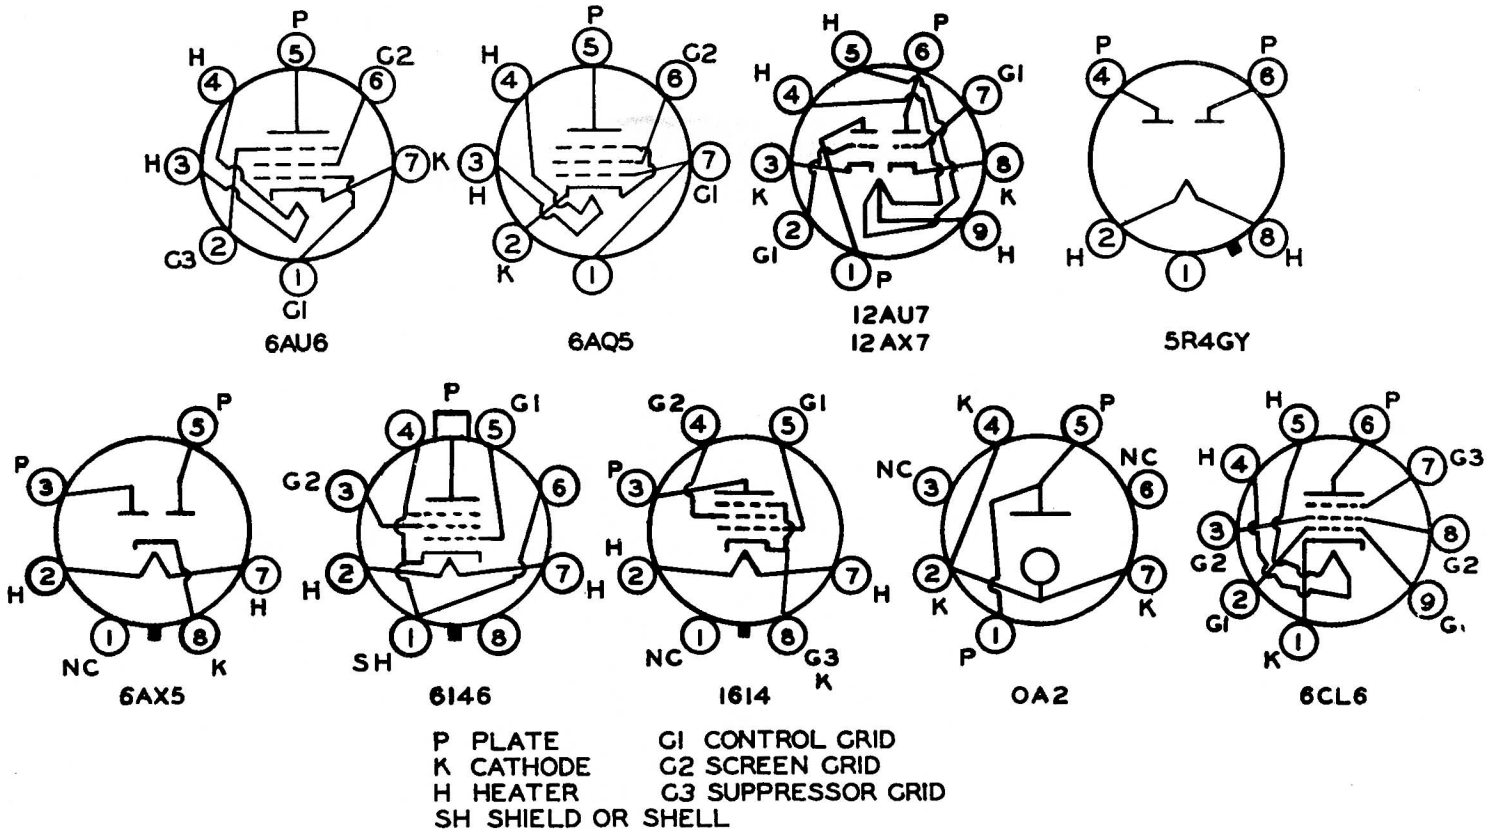 P
H 5 G2
4 6
H 3 7 K
2
G3 1
G1
6AU6
P
H 5 G2
4 6
3 7
H G1
2
K 1
6AQ5
H P
5 6 G1
H 4 7
3 8
K K
2 9
G1 H
1 P
12AU7
12AX7
P P
4 6
2 8
H 1 H
5R4GY
5 P
P 3
2 7
H H
1 8
NC K
6AX5
P
4 5 G1
G2 3 6
H 2 7 H
1 8
SH
6146
G2 4 5 G1
P 3
H
2 7
H
NC 1 8 G3
K
1614
K 4 5 P
NC 3 NC
6
2 7
K K
P 1
OA2
H 5 6 P
H 4 7 G3
3 8
G2 G2
2 9
G1 G1
K 1
6CL6
P PLATE G1 CONTROL GRID
K CATHODE G2 SCREEN GRID
H HEATER G3 SUPPRESSOR GRID
SH SHIELD OR SHELL